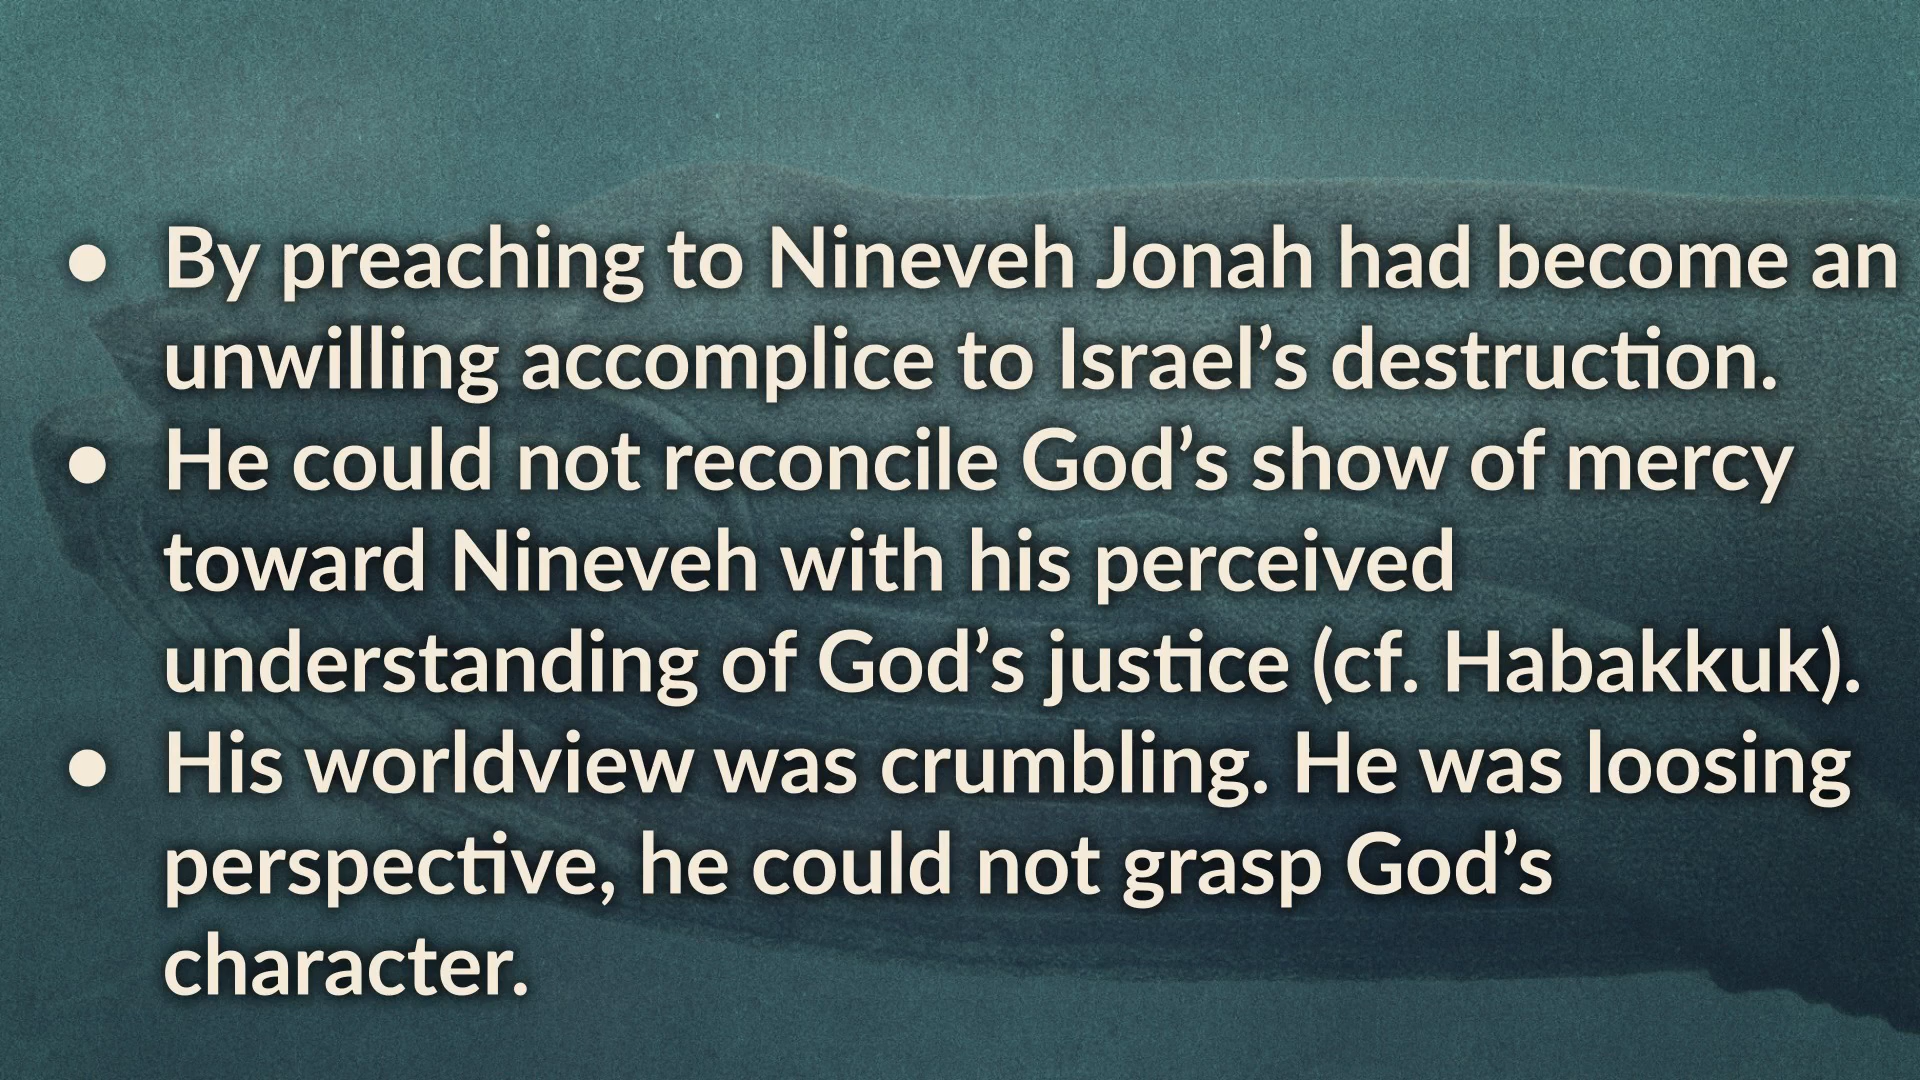 ● By preaching to Nineveh Jonah had become an
unwilling accomplice to Israel’s destruction.
● He could not reconcile God’s show of mercy
toward Nineveh with his perceived
understanding of God’s justice (cf. Habakkuk).
● His worldview was crumbling. He was loosing
perspective, he could not grasp God’s
character.